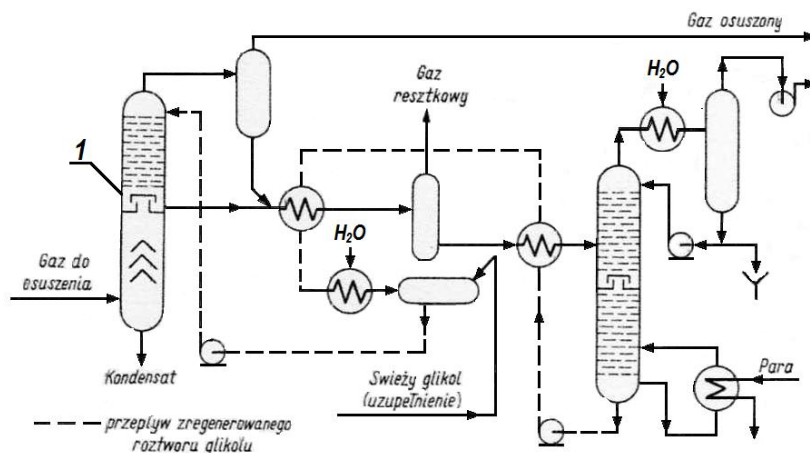 Gaz osuszony
Gaz
resztkowy
H₂O
1
H₂O
Gaz do
osuszenia
Kondensat
Świeży glikol
(uzupełnienie)
Para
przepływ zregenerowanego
roztworu glikolu